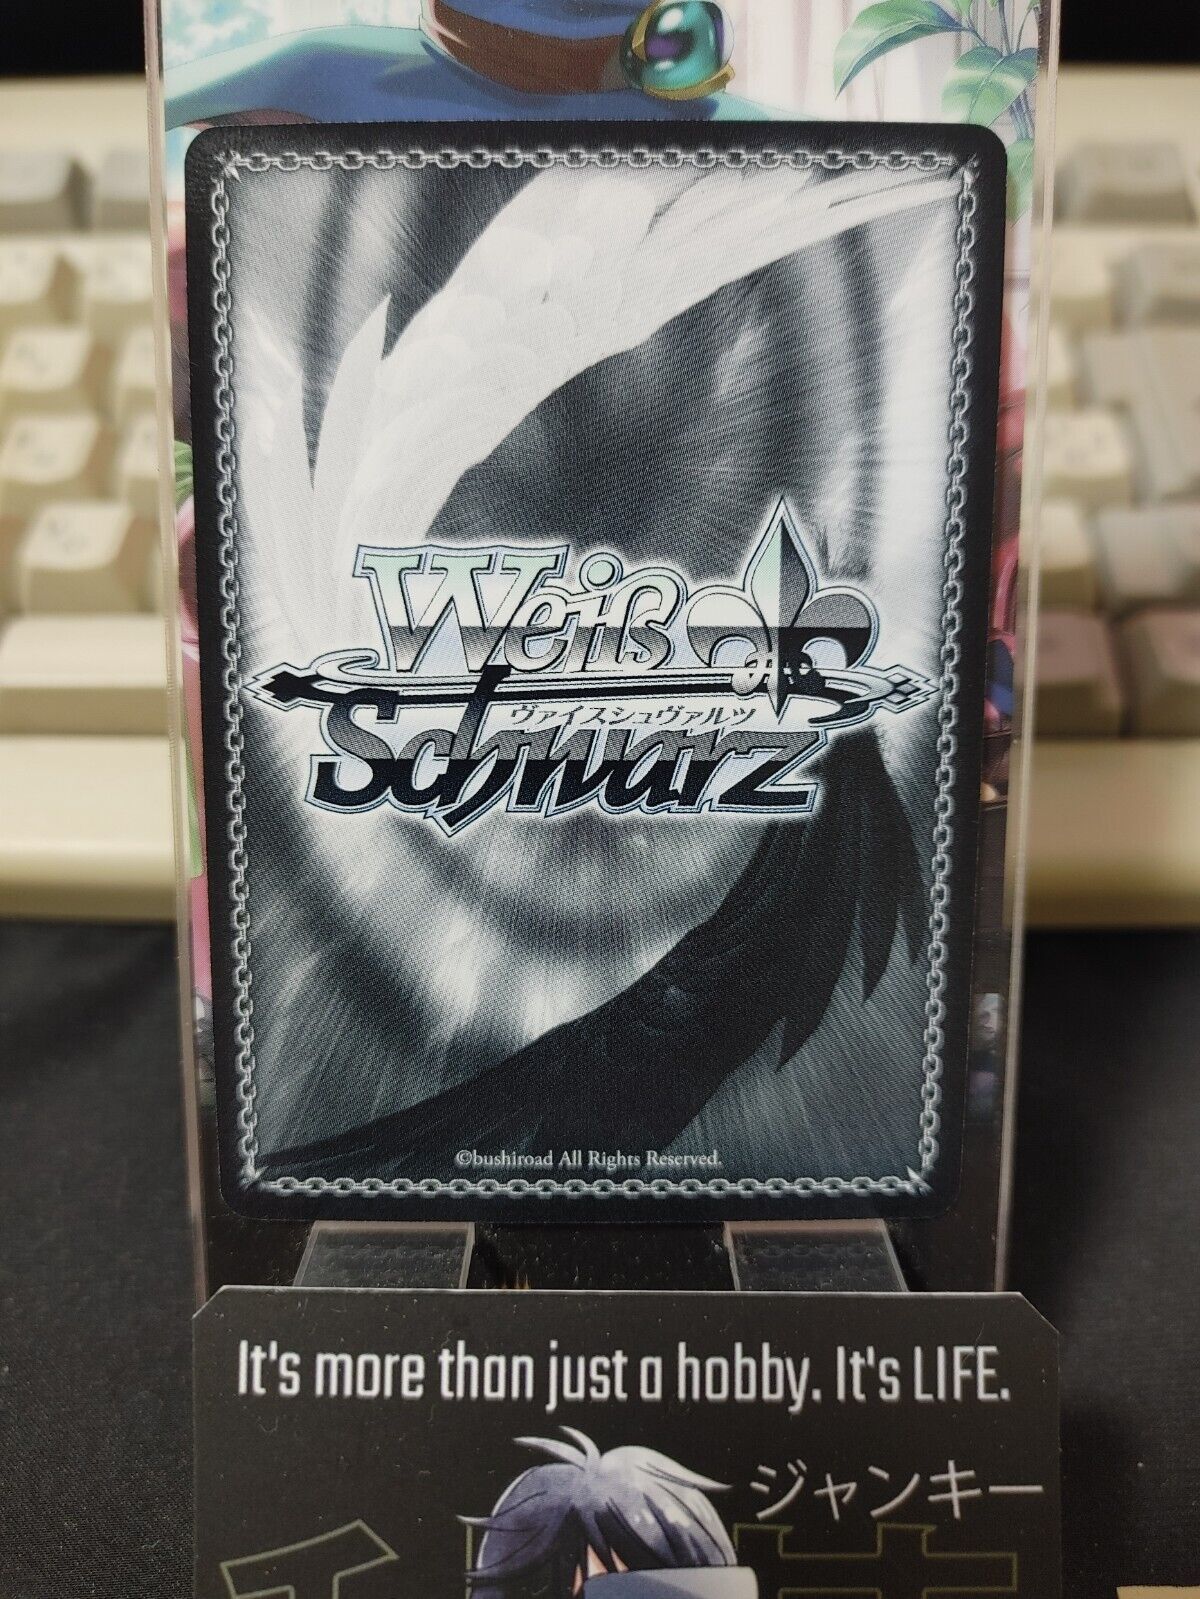 Weiß
Schwarz
ヴァイスシュヴァルツ
©bushiroad All Rights Reserved.
It's more than just a hobby. It's LIFE.
ジャンキー